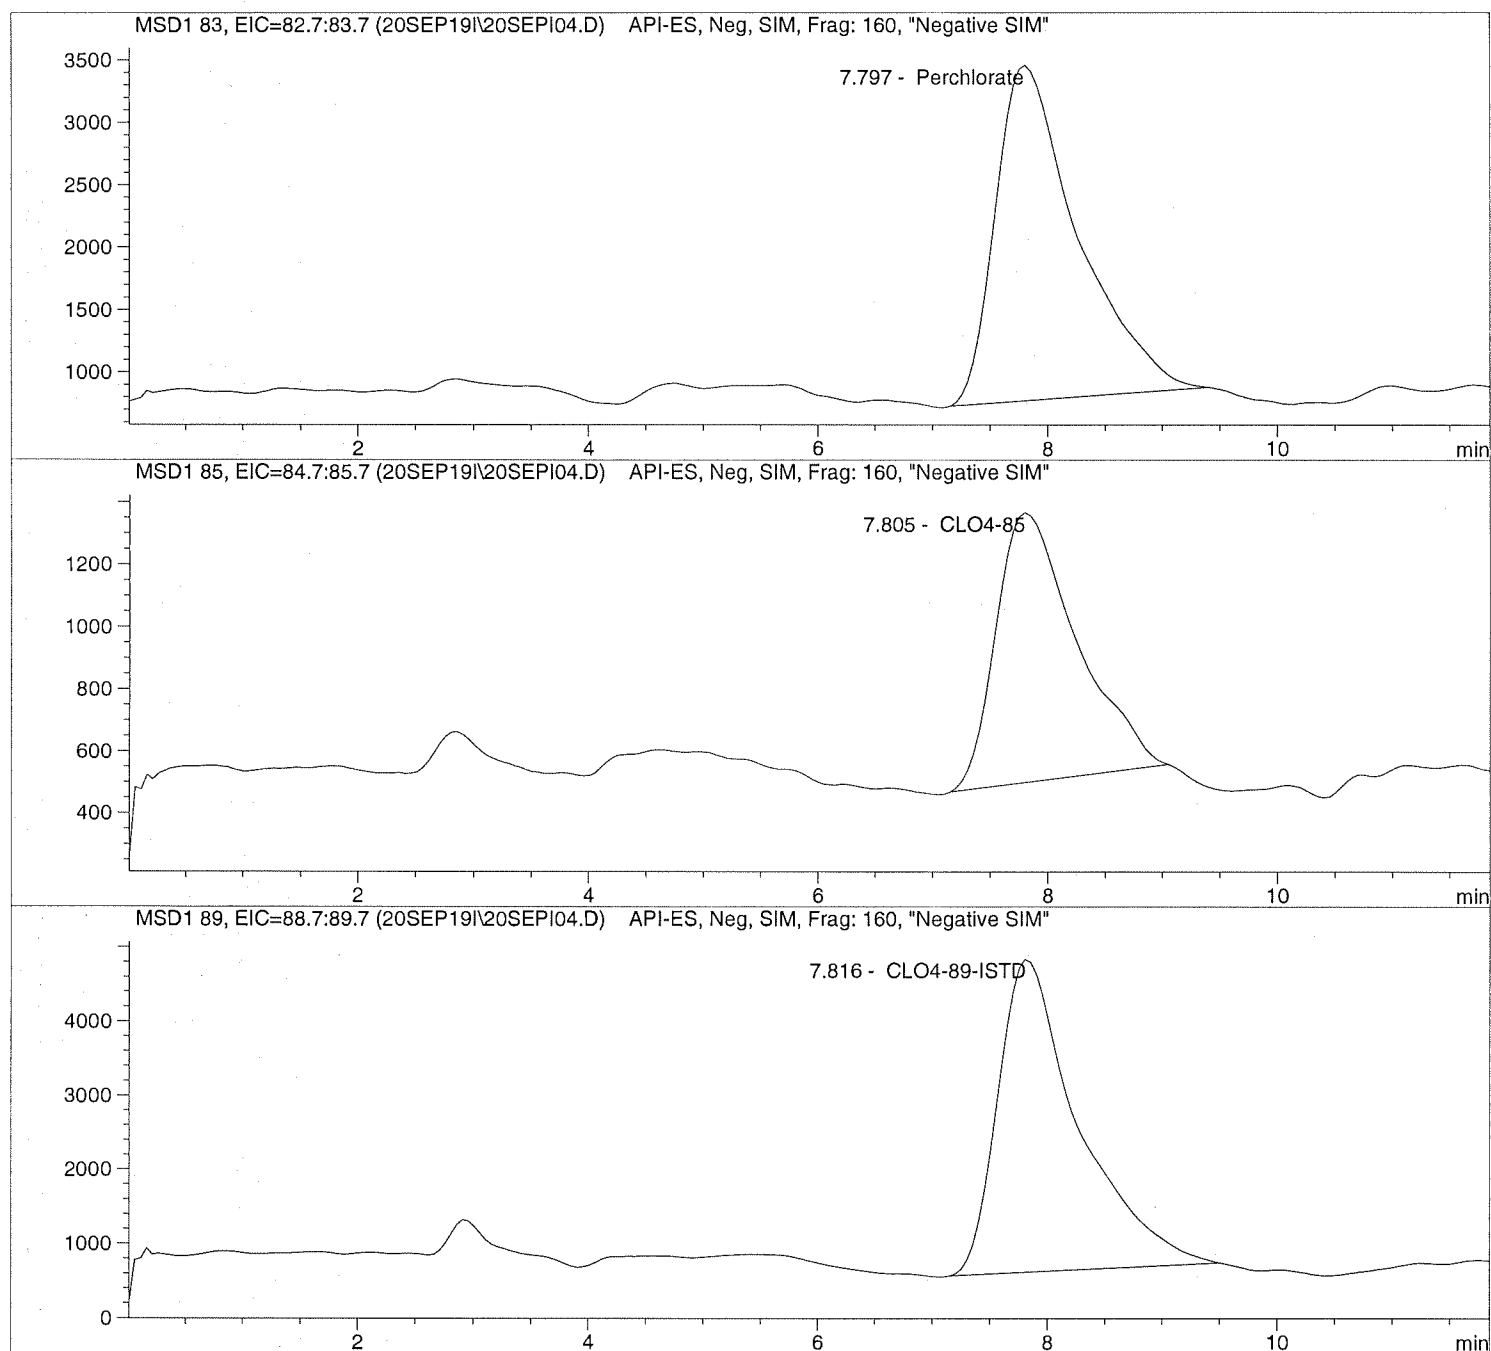 MSD1 83, EIC=82.7:83.7 (20SEP19I\20SEPI04.D) API-ES, Neg, SIM, Frag: 160, "Negative SIM"
3500
7.797 - Perchlorate
3000
2500
2000
1500
1000
2 4 6 8 10 min
MSD1 85, EIC=84.7:85.7 (20SEP19I\20SEPI04.D) API-ES, Neg, SIM, Frag: 160, "Negative SIM"
7.805 - CLO4-85
1200
1000
800
600
400
2 4 6 8 10 min
MSD1 89, EIC=88.7:89.7 (20SEP19I\20SEPI04.D) API-ES, Neg, SIM, Frag: 160, "Negative SIM"
7.816 - CLO4-89-ISTD
4000
3000
2000
1000
0
2 4 6 8 10 min